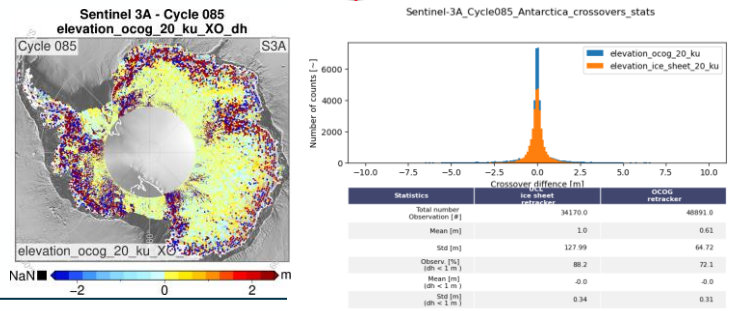 Sentinel 3A - Cycle 085
elevation_ocog_20_ku_XO_dh
Cycle 085
S3A
elevation_ocog_20_ku_XO_
NaN
−2
0
2
m
Sentinel-3A_Cycle085_Antarctica_crossovers_stats
Number of counts [~]
6000
4000
2000
0
elevation_ocog_20_ku
elevation_ice_sheet_20_ku
−10.0
−7.5
−5.0
−2.5
0.0
2.5
5.0
7.5
10.0
Crossover diffence [m]
Statistics
ice sheet
retracker
OCOG
retracker
Total number
Observation [#]
34170.0
48891.0
Mean [m]
1.0
0.61
Std [m]
127.99
64.72
Observ. [%]
(dh < 1 m )
88.2
72.1
Mean [m]
(dh < 1 m )
-0.0
-0.0
Std [m]
(dh < 1 m )
0.34
0.31